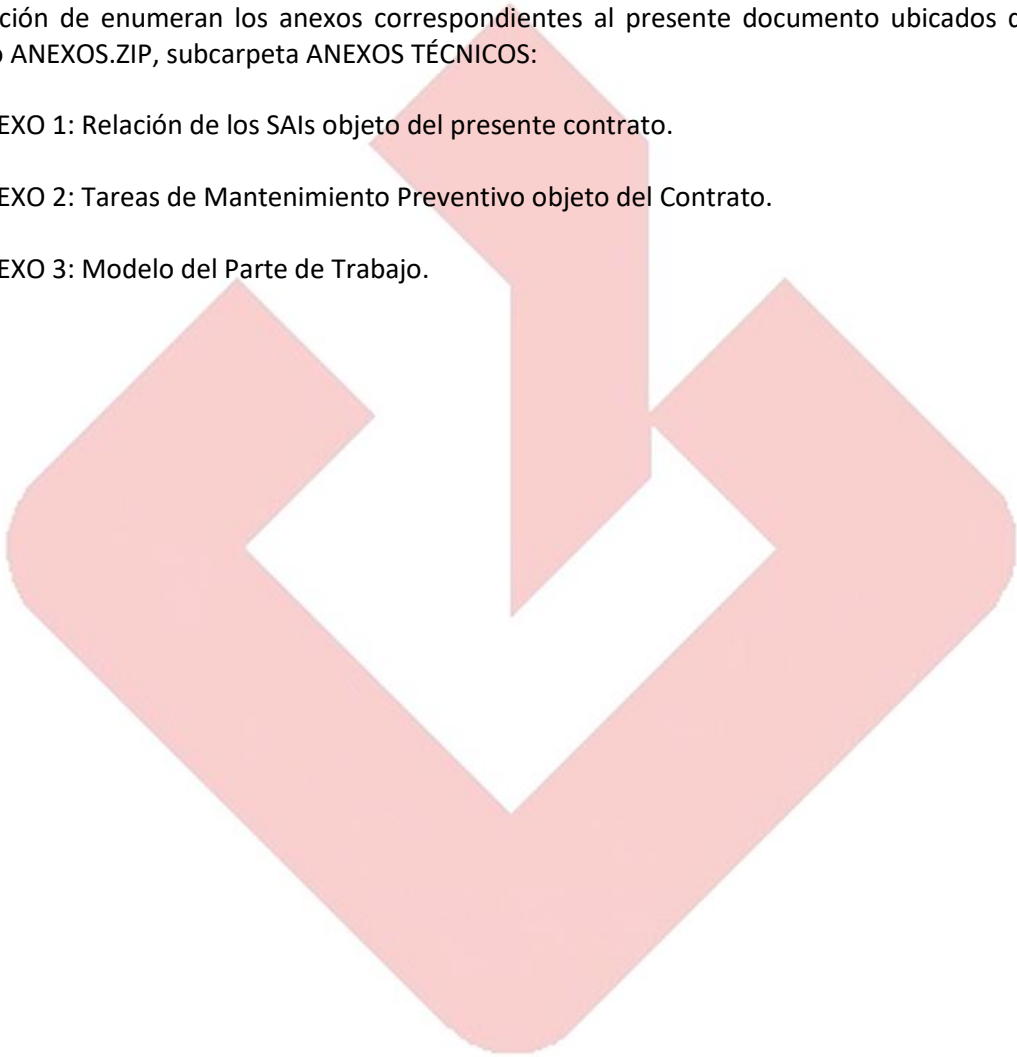 ción de enumeran los anexos correspondientes al presente documento ubicados
ANEXOS.ZIP, subcarpeta ANEXOS TÉCNICOS:
EXO 1: Relación de los SAIs objeto del presente contrato.
EXO 2: Tareas de Mantenimiento Preventivo objeto del Contrato.
EXO 3: Modelo del Parte de Trabajo.